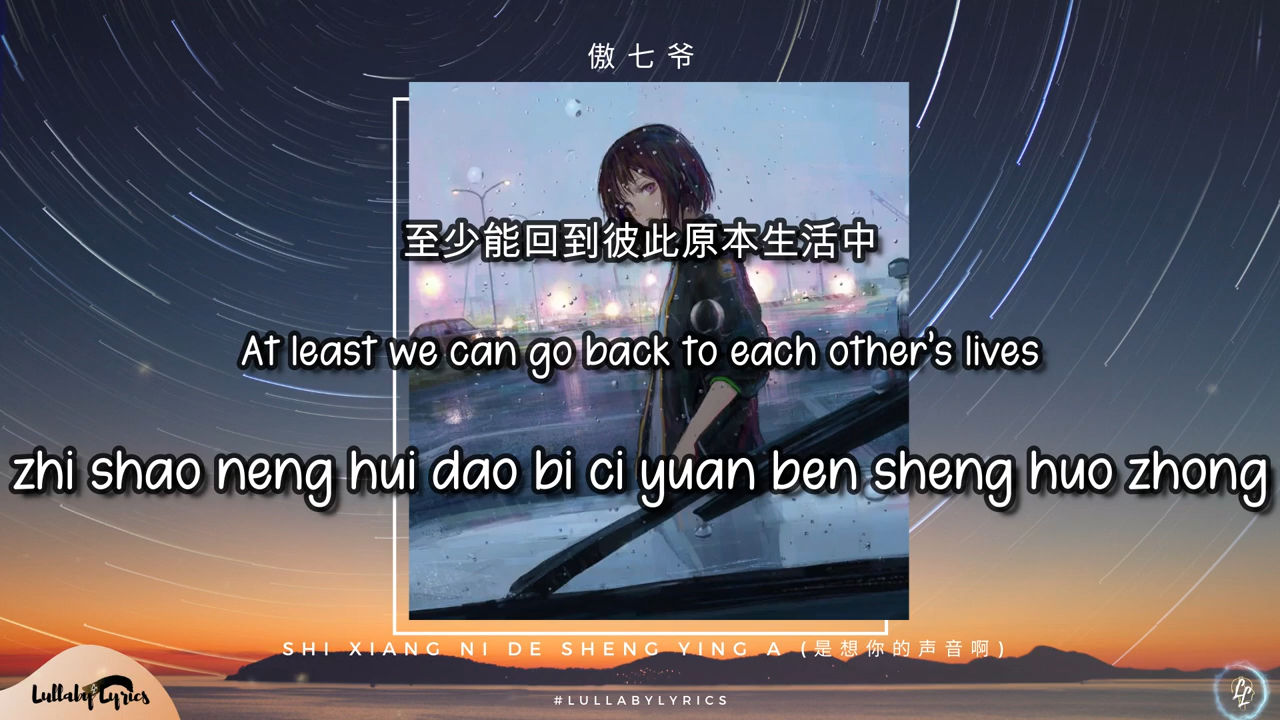 傲七爷
至少能回到彼此原本生活中
At least we can go back to each other's lives
zhi shao neng hui dao bi ci yuan ben sheng huo zhong
SHI XIANG NI DE SHENG YING A (是想你的声音啊)
Lullaby Lyrics
#LULLABYLYRICS
LL